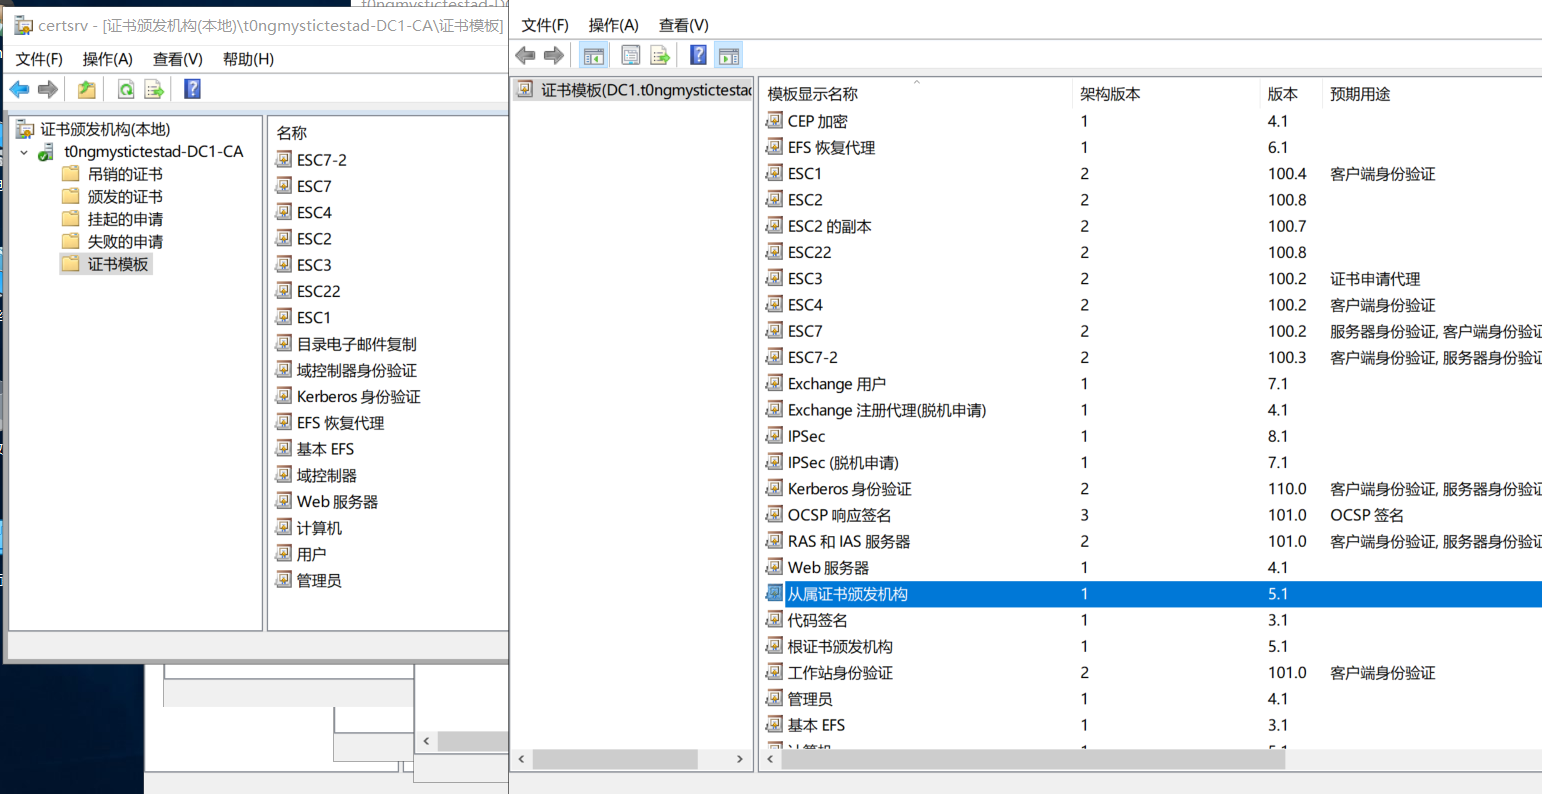 certsrv - [证书颁发机构(本地)\t0ngmystictestad-DC1-CA\证书模板]
文件(F) 操作(A) 查看(V) 帮助(H)
证书颁发机构(本地)
t0ngmystictestad-DC1-CA
吊销的证书
颁发的证书
挂起的申请
失败的申请
证书模板
名称
ESC7-2
ESC7
ESC4
ESC2
ESC3
ESC22
ESC1
目录电子邮件复制
域控制器身份验证
Kerberos 身份验证
EFS 恢复代理
基本 EFS
域控制器
Web 服务器
计算机
用户
管理员
文件(F) 操作(A) 查看(V)
证书模板(DC1.t0ngmystictestad
模板显示名称 架构版本 版本 预期用途
CEP 加密 1 4.1
EFS 恢复代理 1 6.1
ESC1 2 100.4 客户端身份验证
ESC2 2 100.8
ESC2 的副本 2 100.7
ESC22 2 100.8
ESC3 2 100.2 证书申请代理
ESC4 2 100.2 客户端身份验证
ESC7 2 100.2 服务器身份验证, 客户端身份验证
ESC7-2 2 100.3 客户端身份验证, 服务器身份验证
Exchange 用户 1 7.1
Exchange 注册代理(脱机申请) 1 4.1
IPSec 1 8.1
IPSec (脱机申请) 1 7.1
Kerberos 身份验证 2 110.0 客户端身份验证, 服务器身份验证
OCSP 响应签名 3 101.0 OCSP 签名
RAS 和 IAS 服务器 2 101.0 客户端身份验证, 服务器身份验证
Web 服务器 1 4.1
从属证书颁发机构 1 5.1
代码签名 1 3.1
根证书颁发机构 1 5.1
工作站身份验证 2 101.0 客户端身份验证
管理员 1 4.1
基本 EFS 1 3.1
计算机 1 5.1